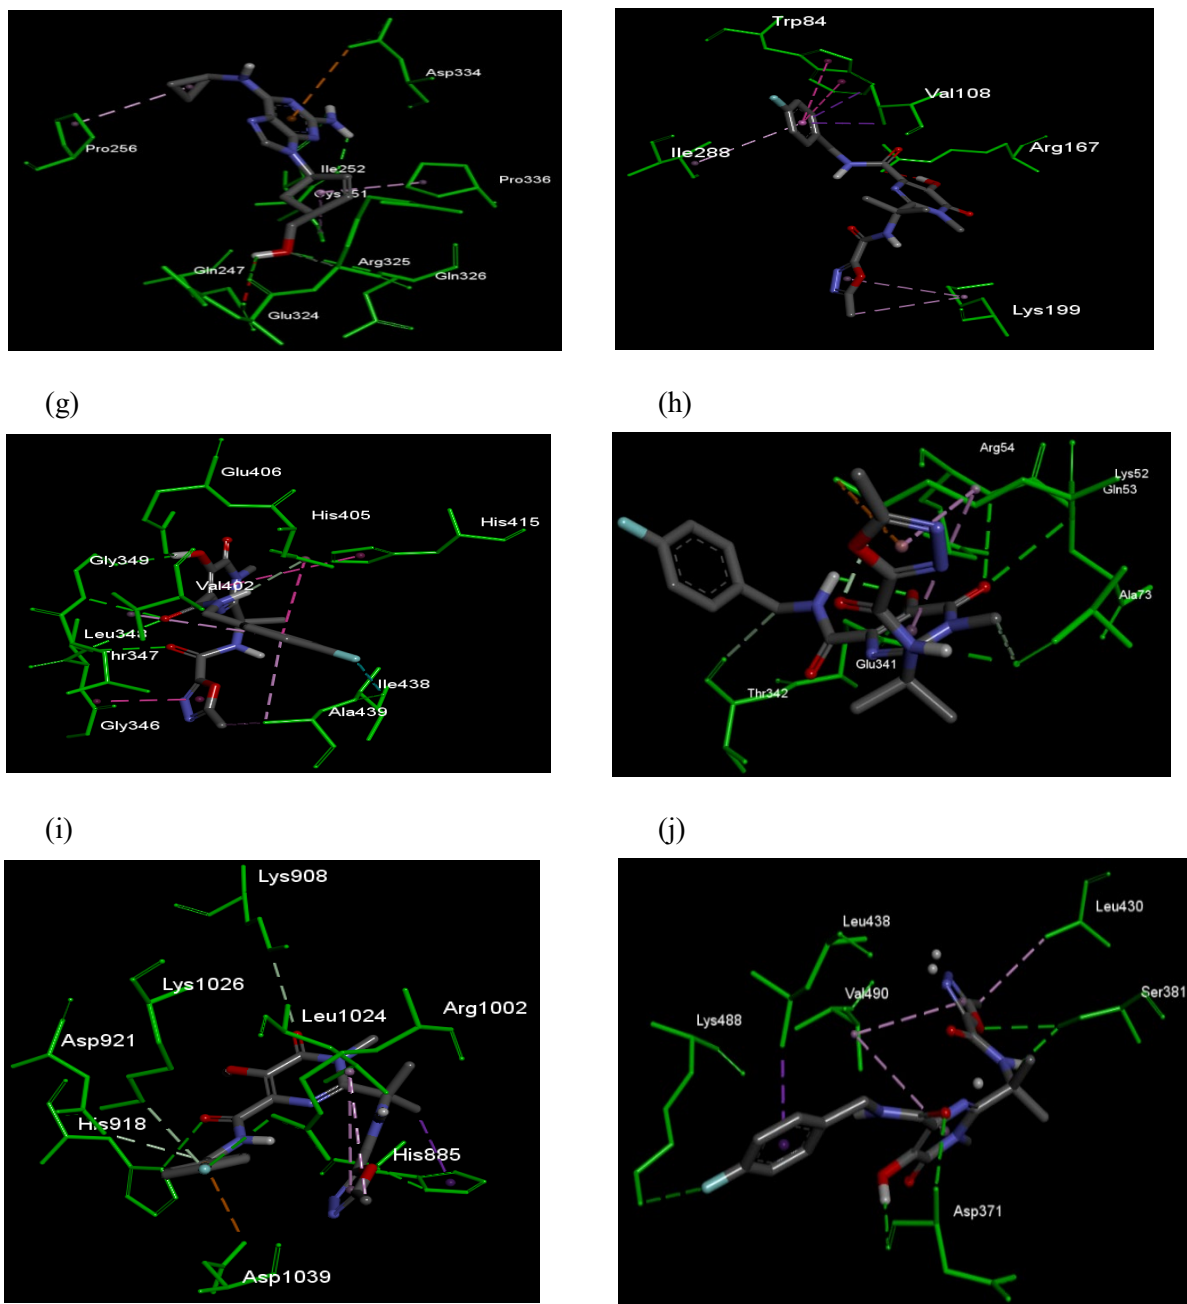 Asp334
Pro256
Ile252
Pro336
Gln247
Arg325
Gln326
Glu324
Trp84
Val108
Ile288
Arg167
Lys199
(g)
(h)
Glu406
His405
His415
Gly349
Val402
Thr347
Ile438
Ala439
Gly346
Arg54
Lys52
Gln53
Ala73
Glu341
Thr342
(i)
(j)
Lys908
Lys1026
Leu1024
Arg1002
Asp921
His918
His885
Asp1039
Leu430
Leu438
Val490
Ser381
Lys488
Asp371